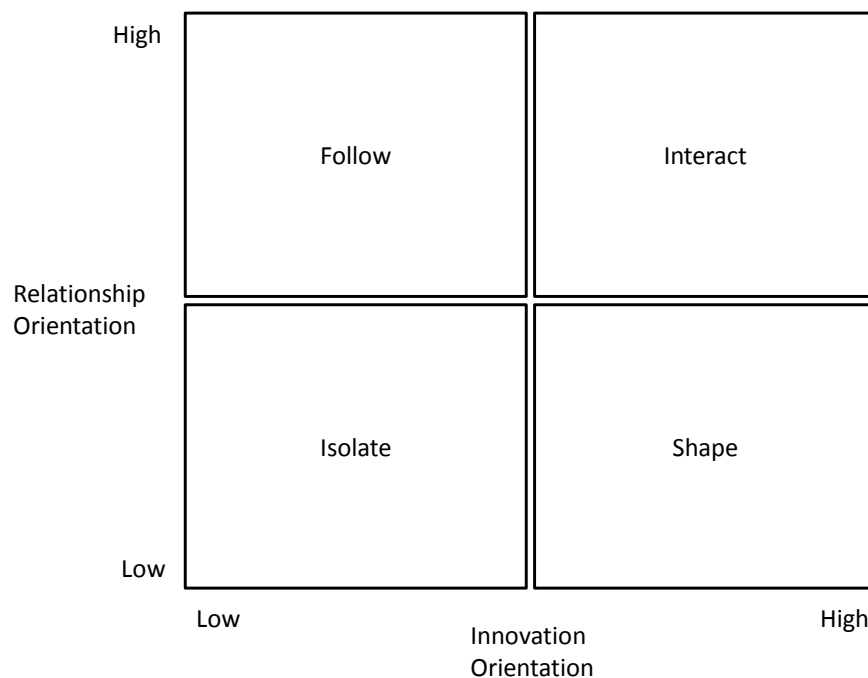 High
Follow
Interact
Relationship
Orientation
Isolate
Shape
Low
Low
High
Innovation
Orientation